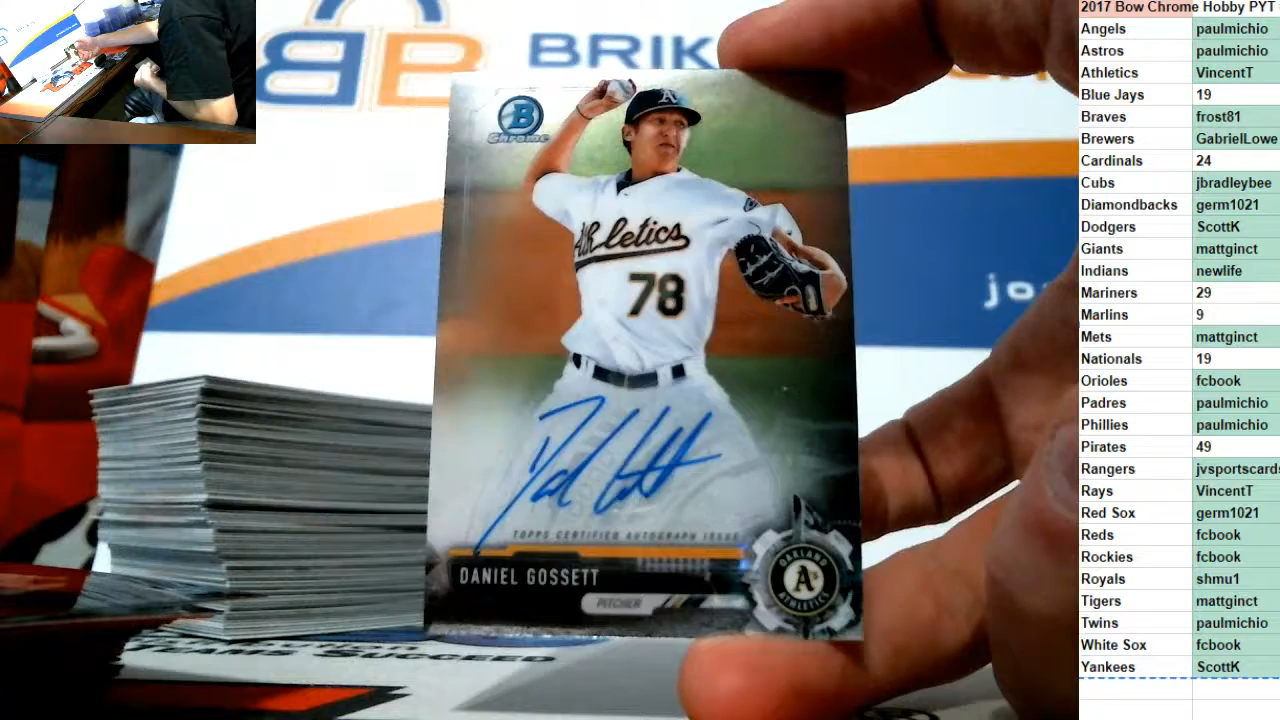 BRIK
B
Chrome
A's
Athletics
78
TOPPS CERTIFIED AUTOGRAPH ISSUE
DANIEL GOSSETT
PITCHER
OAKLAND
A's
ATHLETICS
TEAMS SUCCEED
2017 Bow Chrome Hobby PYT
Angels paulmichio
Astros paulmichio
Athletics VincentT
Blue Jays 19
Braves frost81
Brewers GabrielLowe
Cardinals 24
Cubs jbradleybee
Diamondbacks germ1021
Dodgers ScottK
Giants mattginct
Indians newlife
Mariners 29
Marlins 9
Mets mattginct
Nationals 19
Orioles fcbook
Padres paulmichio
Phillies paulmichio
Pirates 49
Rangers jvsportscards
Rays VincentT
Red Sox germ1021
Reds fcbook
Rockies fcbook
Royals shmu1
Tigers mattginct
Twins paulmichio
White Sox fcbook
Yankees ScottK